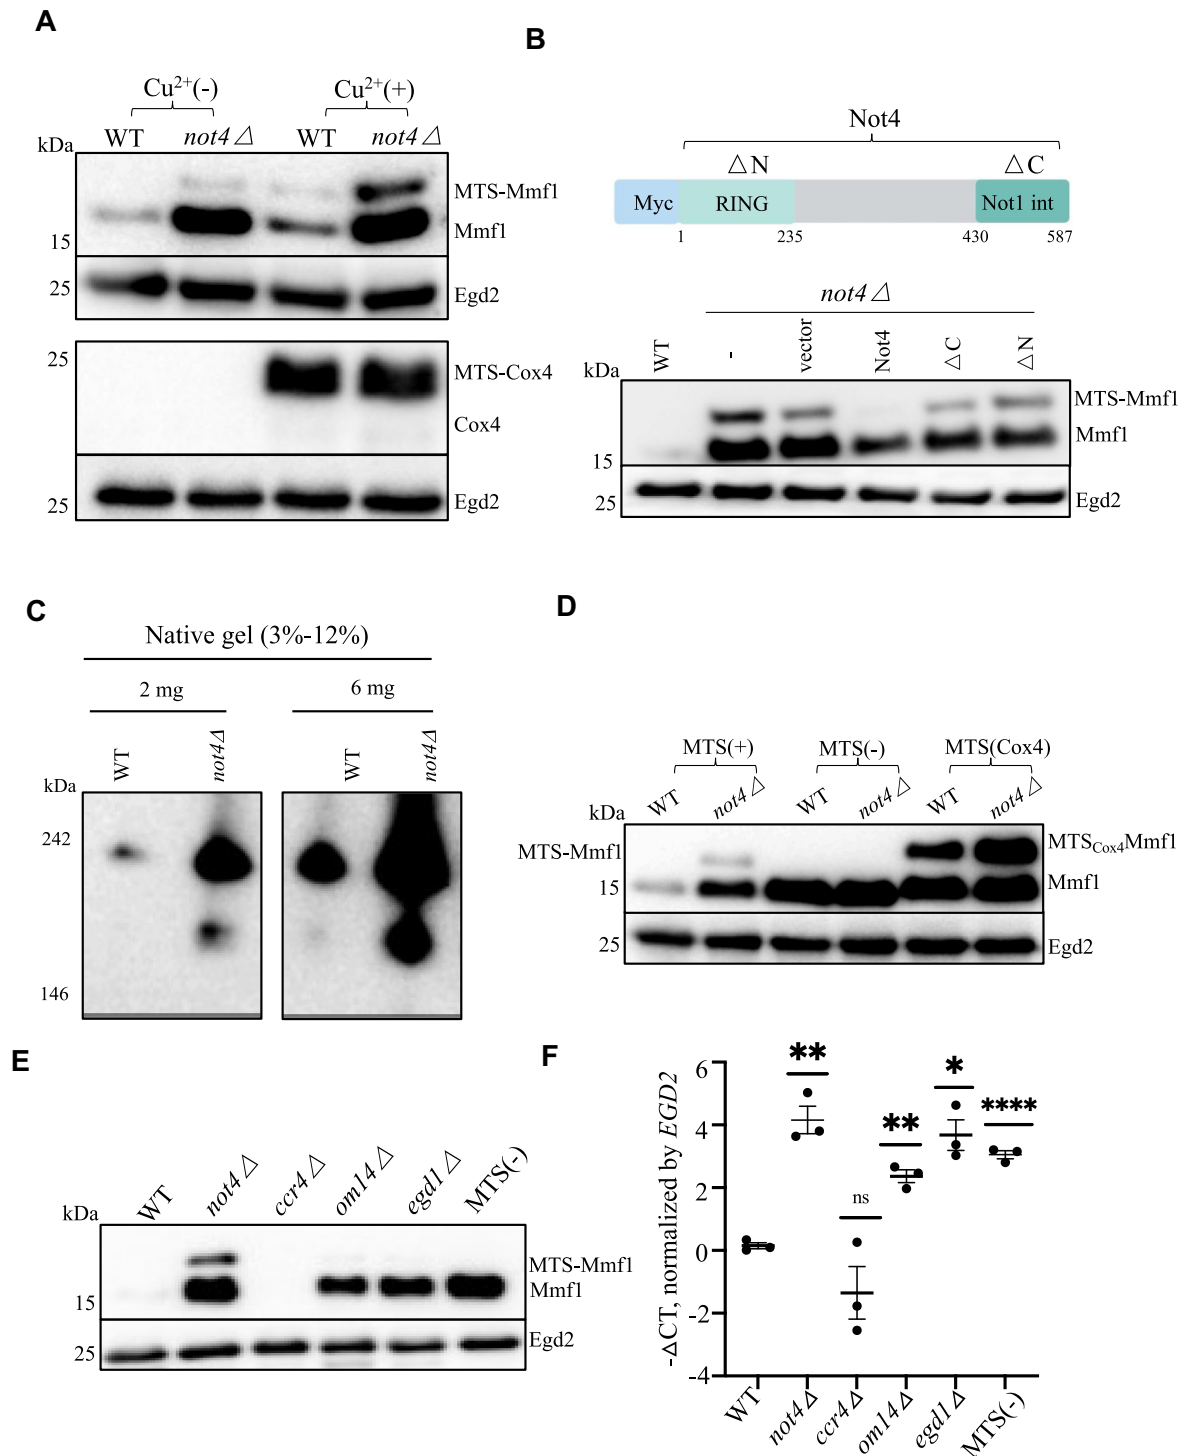 A
Cu²⁺(-) Cu²⁺(+)
WT not4△ WT not4△
kDa
MTS-Mmf1
Mmf1
15
25 Egd2
25
MTS-Cox4
Cox4
25 Egd2
B
Not4
△N △C
Myc RING Not1 int
1 235 430 587
not4△
WT - vector Not4 △C △N
kDa
MTS-Mmf1
Mmf1
15
25 Egd2
C
Native gel (3%-12%)
2 mg 6 mg
WT not4Δ WT not4Δ
kDa
242
146
D
MTS(+) MTS(-) MTS(Cox4)
WT not4△ WT not4△ WT not4△
kDa
MTS-Mmf1 MTSCox4Mmf1
15 Mmf1
25 Egd2
E
WT not4△ ccr4△ om14△ egd1△ MTS(-)
kDa
MTS-Mmf1
Mmf1
15
Egd2
25
F
-ΔCT, normalized by EGD2
6
4
2
0
-2
-4
** ns ** * ****
WT not4Δ ccr4Δ om14Δ egd1Δ MTS(-)